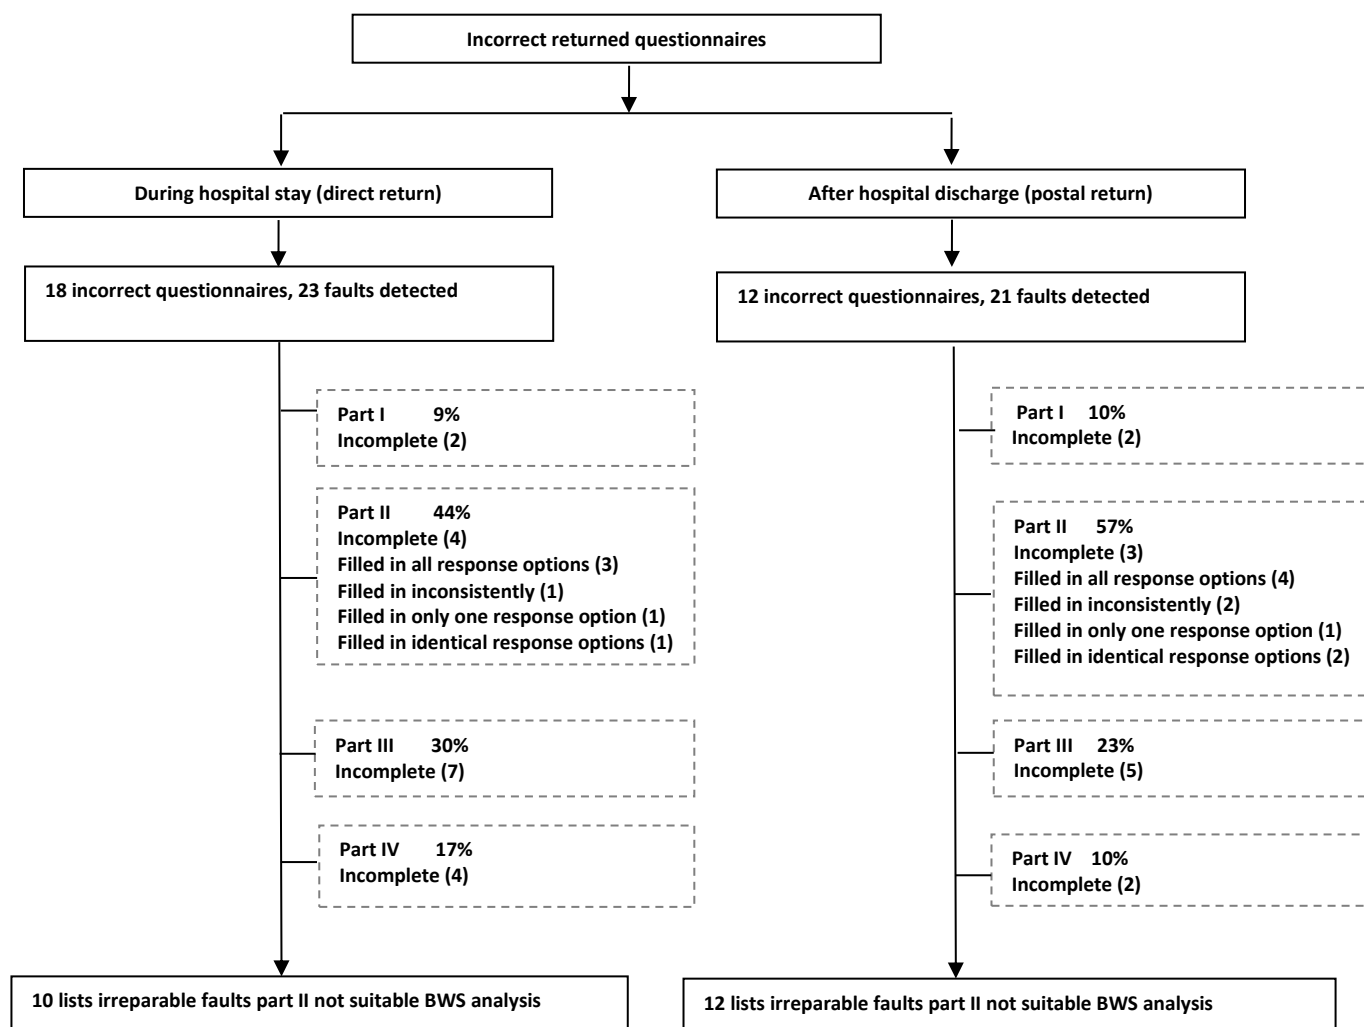 Incorrect returned questionnaires
During hospital stay (direct return)
After hospital discharge (postal return)
18 incorrect questionnaires, 23 faults detected
12 incorrect questionnaires, 21 faults detected
Part I 9%
Incomplete (2)
Part I 10%
Incomplete (2)
Part II 44%
Incomplete (4)
Filled in all response options (3)
Filled in inconsistently (1)
Filled in only one response option (1)
Filled in identical response options (1)
Part II 57%
Incomplete (3)
Filled in all response options (4)
Filled in inconsistently (2)
Filled in only one response option (1)
Filled in identical response options (2)
Part III 30%
Incomplete (7)
Part III 23%
Incomplete (5)
Part IV 17%
Incomplete (4)
Part IV 10%
Incomplete (2)
10 lists irreparable faults part II not suitable BWS analysis
12 lists irreparable faults part II not suitable BWS analysis